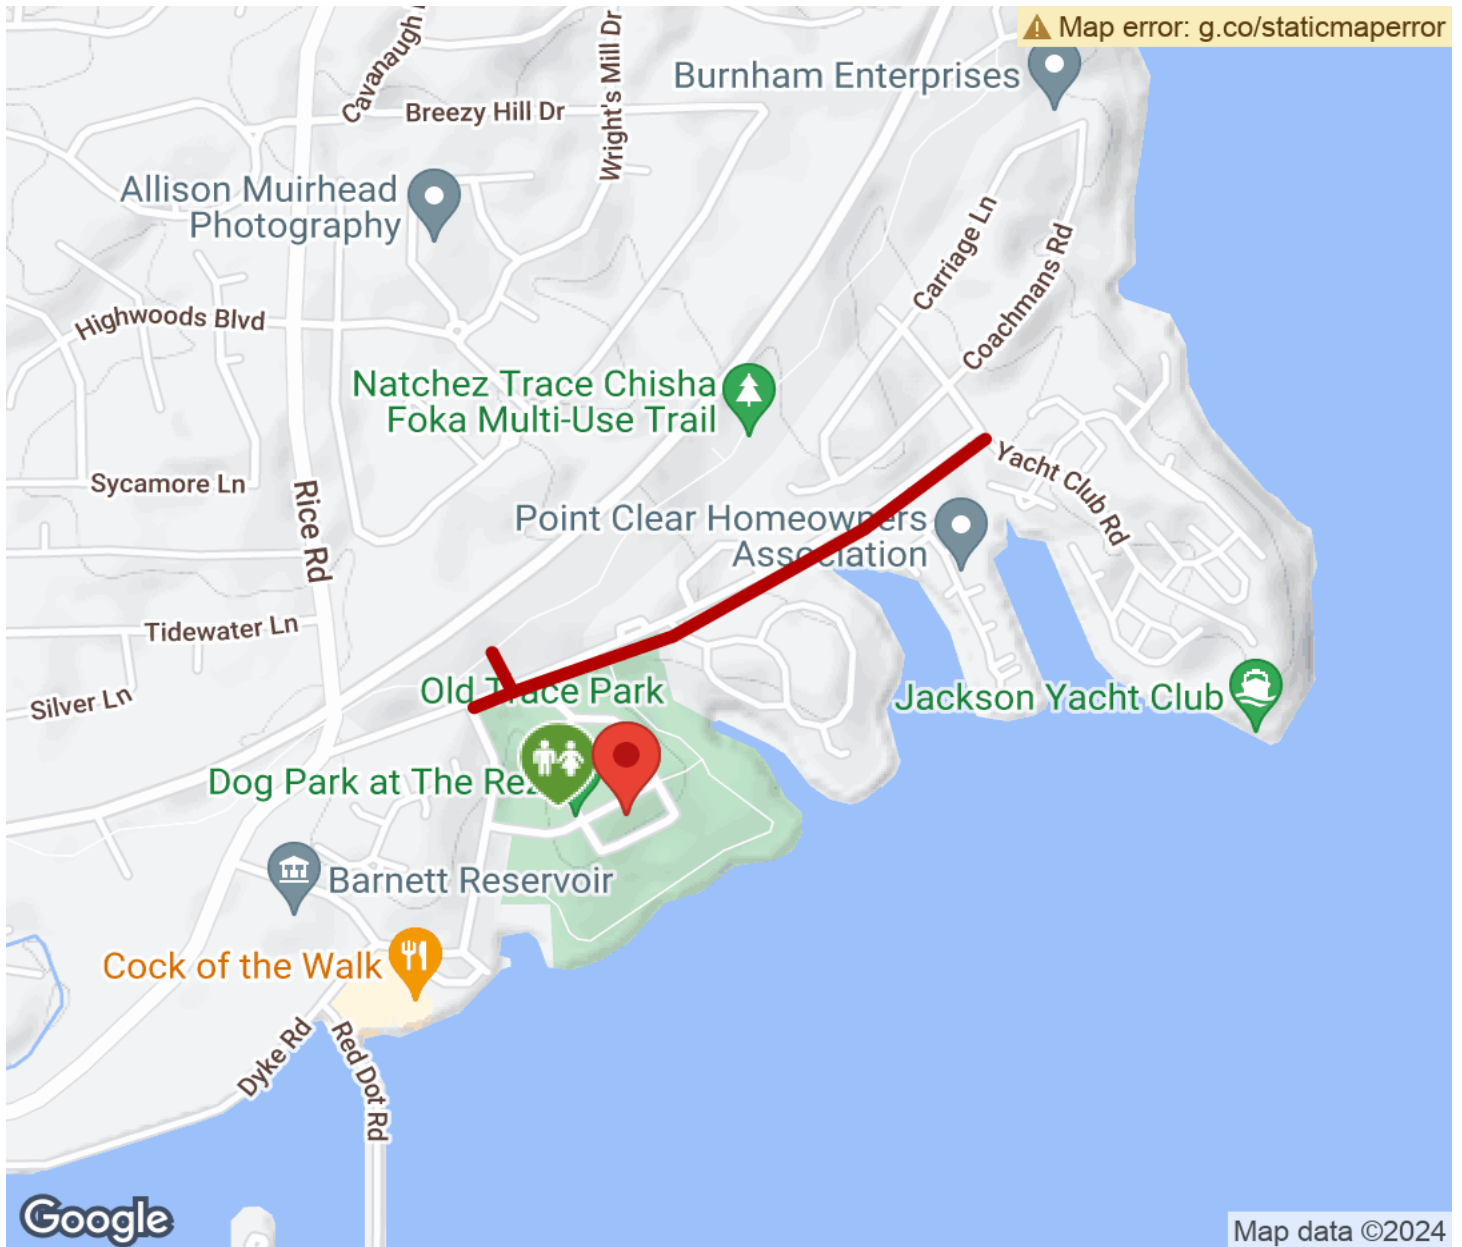 Map error: g.co/staticmaperror
Cavanaugh
Wright's Mill Dr
Burnham Enterprises
Breezy Hill Dr
Allison Muirhead
Photography
Carriage Ln
Coachmans Rd
Highwoods Blvd
Natchez Trace Chisha
Foka Multi-Use Trail
Sycamore Ln
Rice Rd
Yacht Club Rd
Point Clear Homeowners
Association
Tidewater Ln
Silver Ln
Old Trace Park
Jackson Yacht Club
Dog Park at The Rez
Barnett Reservoir
Cock of the Walk
Dyke Rd
Red Dot Rd
Google
Map data ©2024